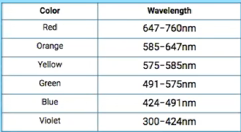 Color Wavelength
Red 647-760nm
Orange 585-647nm
Yellow 575-585nm
Green 491-575nm
Blue 424-491nm
Violet 300-424nm